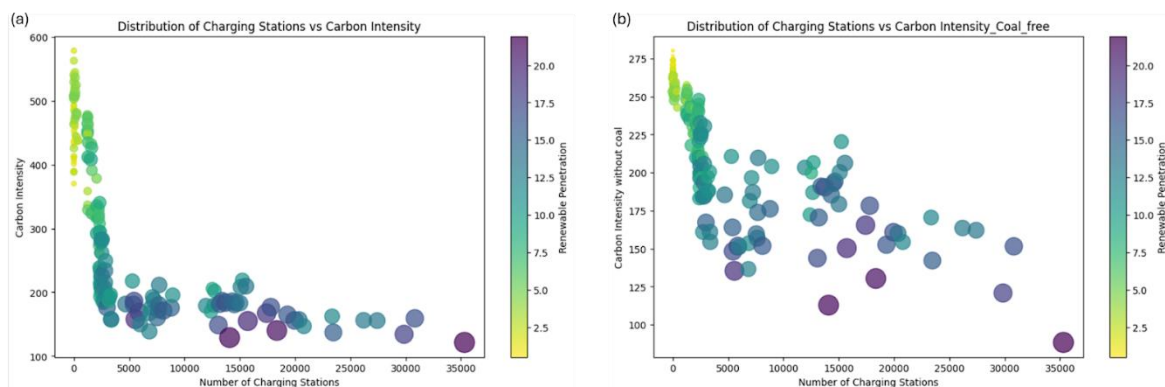 (a)
Distribution of Charging Stations vs Carbon Intensity
600
500
400
300
200
100
Carbon Intensity
0 5000 10000 15000 20000 25000 30000 35000
Number of Charging Stations
20.0
17.5
15.0
12.5
10.0
7.5
5.0
2.5
Renewable Penetration
(b)
Distribution of Charging Stations vs Carbon Intensity_Coal_free
275
250
225
200
175
150
125
100
Carbon Intensity without coal
0 5000 10000 15000 20000 25000 30000 35000
Number of Charging Stations
20.0
17.5
15.0
12.5
10.0
7.5
5.0
2.5
Renewable Penetration